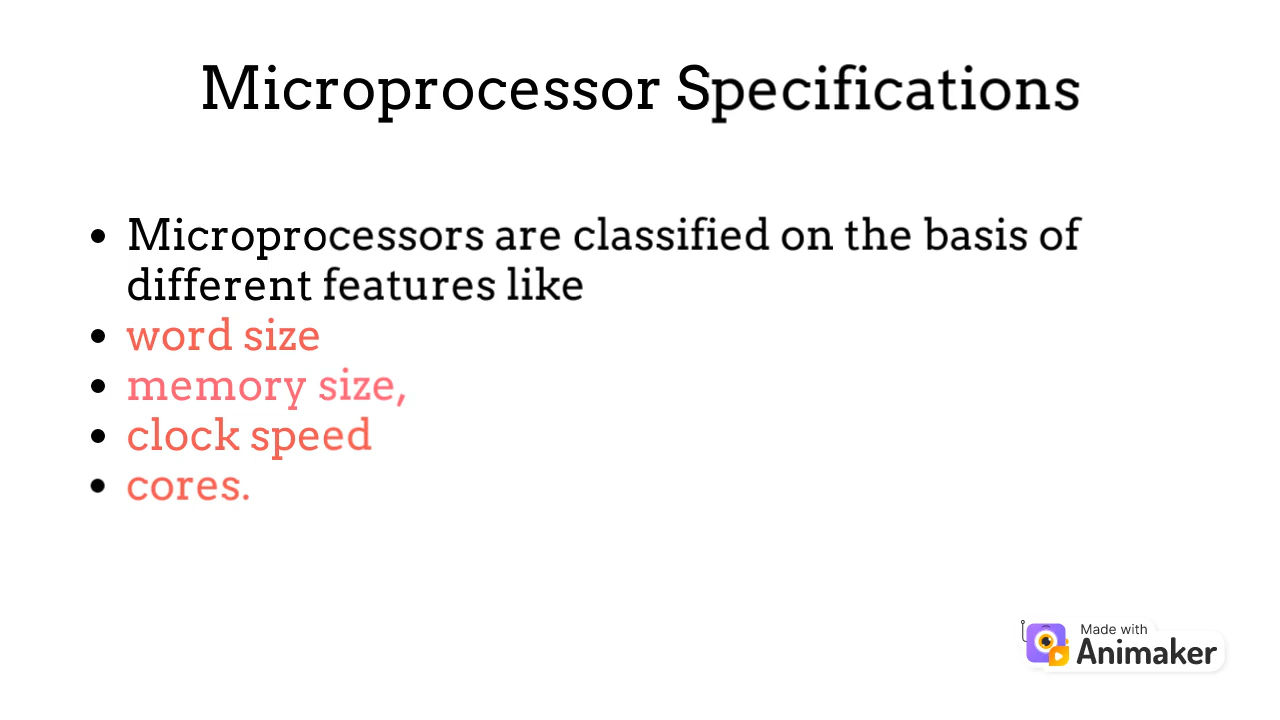 Microprocessor Specifications
• Microprocessors are classified on the basis of
different features like
• word size
• memory size,
• clock speed
• cores.
Made with
Animaker